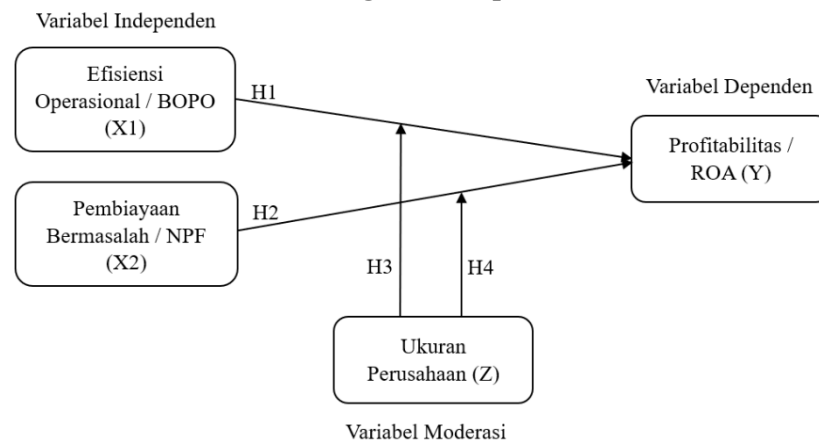 Variabel Independen
Efisiensi
Operasional / BOPO
(X1)
H1
Variabel Dependen
Profitabilitas /
ROA (Y)
Pembiayaan
Bermasalah / NPF
(X2)
H2
H3
H4
Ukuran
Perusahaan (Z)
Variabel Moderasi